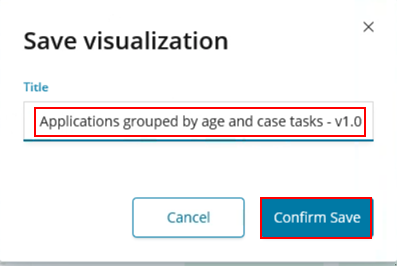 Save visualization
Title
Applications grouped by age and case tasks - v1.0
Cancel
Confirm Save